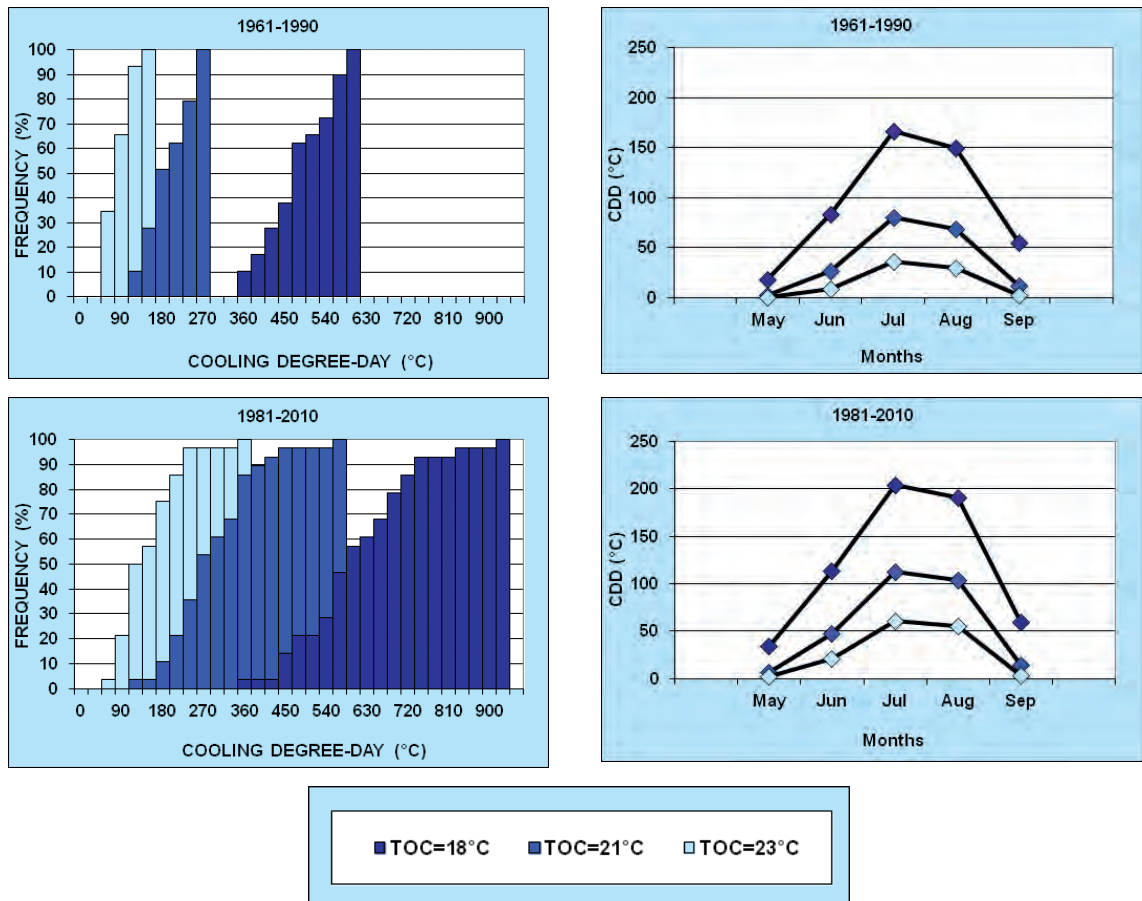 1961-1990
100
90
80
70
60
50
40
30
20
10
0
FREQUENCY (%)
0 90 180 270 360 450 540 630 720 810 900
COOLING DEGREE-DAY (°C)
1961-1990
250
200
150
100
50
0
CDD (°C)
May Jun Jul Aug Sep
Months
1981-2010
100
90
80
70
60
50
40
30
20
10
0
FREQUENCY (%)
0 90 180 270 360 450 540 630 720 810 900
COOLING DEGREE-DAY (°C)
1981-2010
250
200
150
100
50
0
CDD (°C)
May Jun Jul Aug Sep
Months
TOC=18°C TOC=21°C TOC=23°C